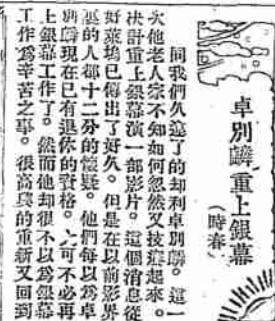 卓別麟重上銀幕
(時春)
同我們久違了的却利卓別麟。這一
次他老人家不知如何忽然又技癢起來。
決計重上銀幕演一部影片。這個消息從
好萊塢已傳出了好久。但是在以前影界
裏的人都十二分的懷疑。他們每以爲卓
別麟現在已有退休的資格。大可不必再
上銀幕工作了。然而他却很不以爲銀幕
工作爲辛苦之事。很高興的重新又回到